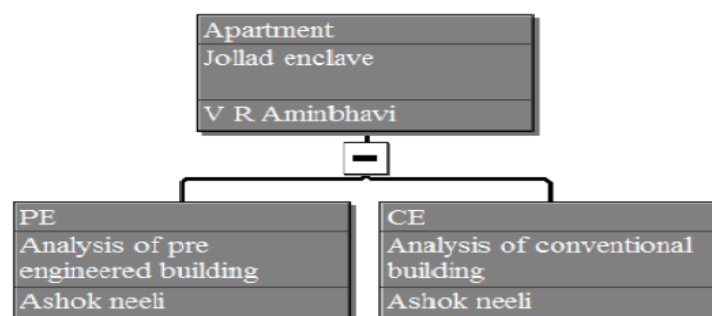 Apartment
Jollad enclave
V R Aminbhavi
PE
Analysis of pre
engineered building
Ashok neeli
CE
Analysis of conventional
building
Ashok neeli